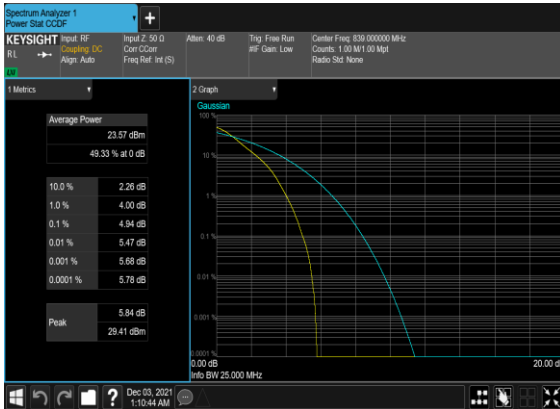 Spectrum Analyzer 1
Power Stat CCDF
KEYSIGHT
RL
LV
Input: RF
Coupling: DC
Align: Auto
Input Z: 50 Ω
Corr CCorr
Freq Ref: Int (S)
Atten: 40 dB
Trig: Free Run
#IF Gain: Low
Center Freq: 839.000000 MHz
Counts: 1.00 M/1.00 Mpt
Radio Std: None
1 Metrics
Average Power
23.57 dBm
49.33 % at 0 dB
10.0 % 2.26 dB
1.0 % 4.00 dB
0.1 % 4.94 dB
0.01 % 5.47 dB
0.001 % 5.68 dB
0.0001 % 5.78 dB
Peak
5.84 dB
29.41 dBm
2 Graph
Gaussian
100 %
10 %
1 %
0.1 %
0.01 %
0.001 %
0.0001 %
0.00 dB
20.00 d
Info BW 25.000 MHz
Dec 03, 2021
1:10:44 AM